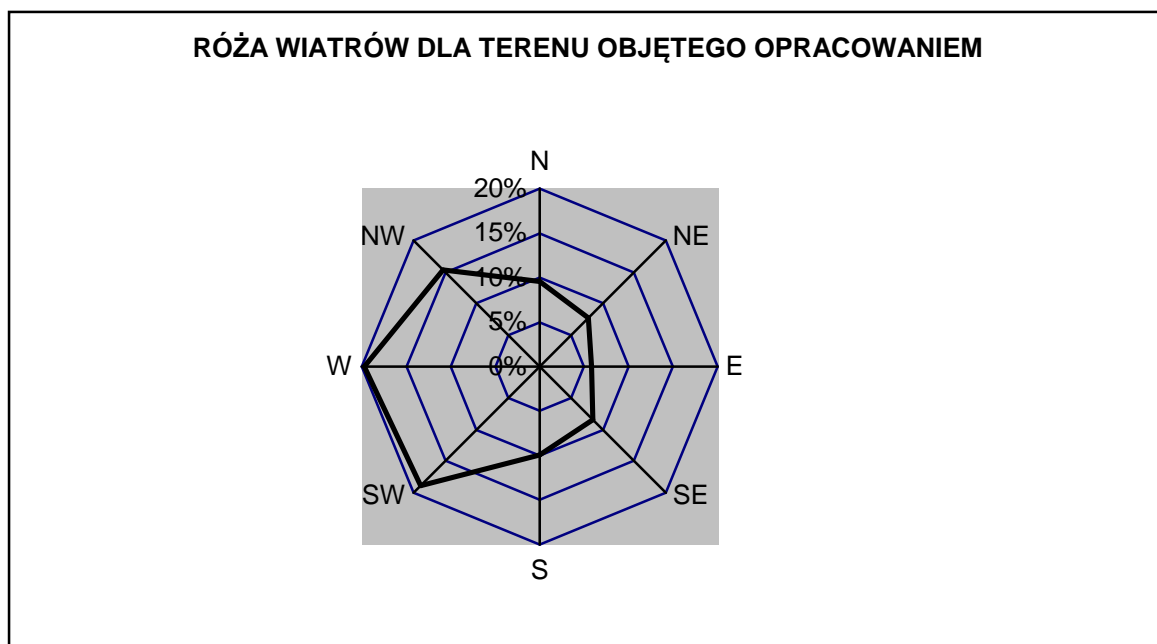 RÓŻA WIATRÓW DLA TERENU OBJĘTEGO OPRACOWANIEM
N
20%
NW
NE
15%
10%
5%
W
0%
E
SW
SE
S